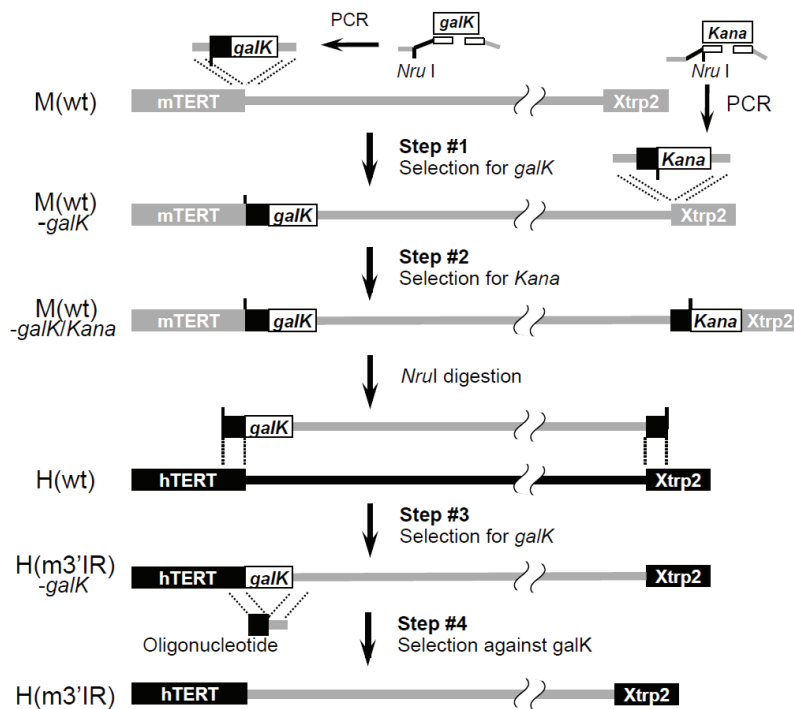 PCR
galK
galK
Nru I
Kana
Nru I
PCR
M(wt)
mTERT
Xtrp2
Step #1
Selection for galK
Kana
M(wt)
-galK
mTERT
galK
Xtrp2
Step #2
Selection for Kana
M(wt)
-galK/Kana
mTERT
galK
Kana
Xtrp2
NruI digestion
galK
H(wt)
hTERT
Xtrp2
Step #3
Selection for galK
H(m3'IR)
-galK
hTERT
galK
Xtrp2
Oligonucleotide
Step #4
Selection against galK
H(m3'IR)
hTERT
Xtrp2